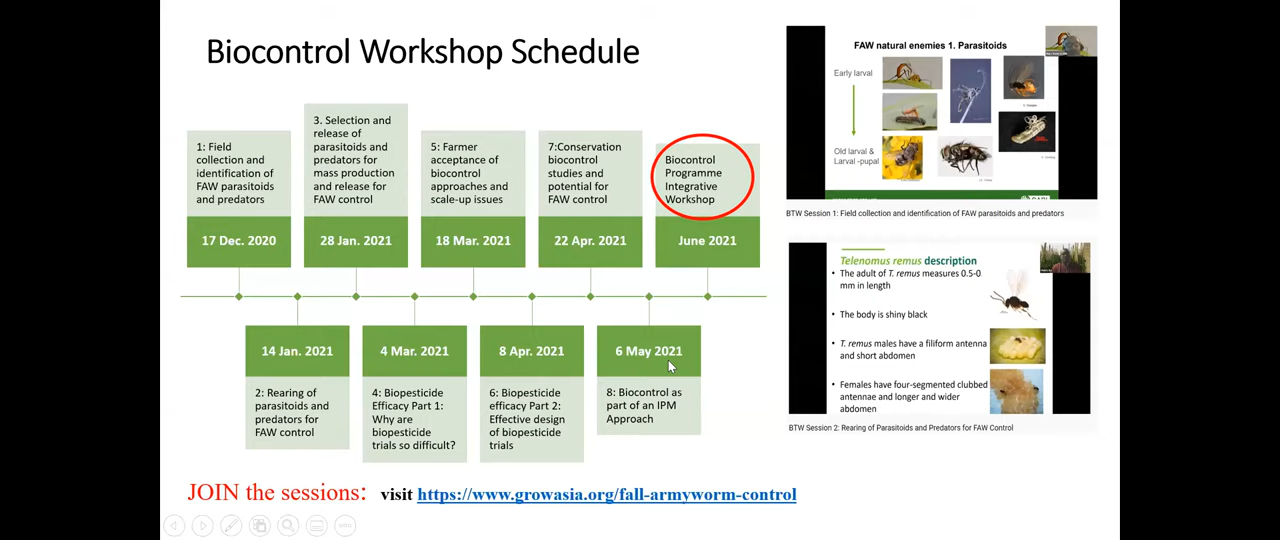 Biocontrol Workshop Schedule
1: Field
collection and
identification of
FAW parasitoids
and predators
17 Dec. 2020
3. Selection and
release of
parasitoids and
predators for
mass production
and release for
FAW control
28 Jan. 2021
5: Farmer
acceptance of
biocontrol
approaches and
scale-up issues
18 Mar. 2021
7:Conservation
biocontrol
studies and
potential for
FAW control
22 Apr. 2021
Biocontrol
Programme
Integrative
Workshop
June 2021
14 Jan. 2021
2: Rearing of
parasitoids and
predators for
FAW control
4 Mar. 2021
4: Biopesticide
Efficacy Part 1:
Why are
biopesticide
trials so difficult?
8 Apr. 2021
6: Biopesticide
efficacy Part 2:
Effective design
of biopesticide
trials
6 May 2021
8: Biocontrol as
part of an IPM
Approach
JOIN the sessions: visit https://www.growasia.org/fall-armyworm-control
FAW natural enemies 1. Parasitoids
Early larval
Old larval &
Larval -pupal
BTW Session 1: Field collection and identification of FAW parasitoids and predators
Telenomus remus description
• The adult of T. remus measures 0.5-0
mm in length
• The body is shiny black
• T. remus males have a filiform antenna
and short abdomen
• Females have four-segmented clubbed
antennae and longer and wider
abdomen
BTW Session 2: Rearing of Parasitoids and Predators for FAW Control